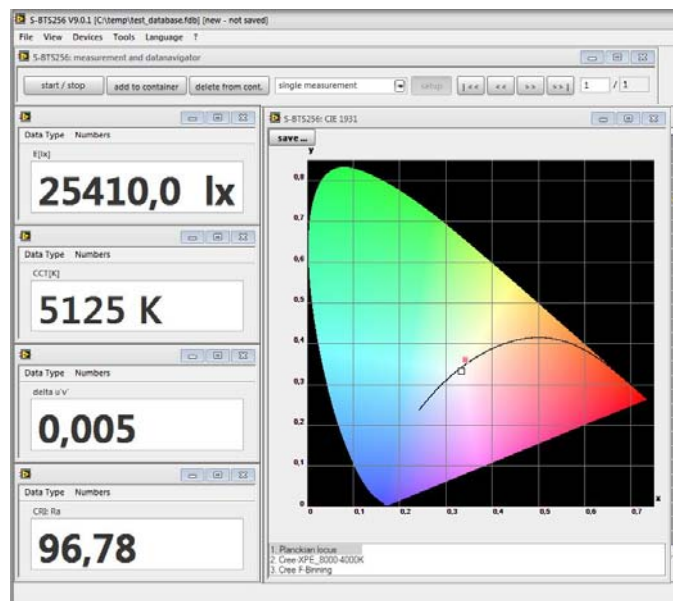 S-BTS256 V9.0.1 [C:\temp\test_database.fdb] [new - not saved]
File View Devices Tools Language ?
S-BTS256: measurement and datanavigator
start / stop add to container delete from cont. single measurement setup |<< << >> >>| 1 / 1
Data Type Numbers
E[lx]
25410,0 lx
Data Type Numbers
CCT[K]
5125 K
Data Type Numbers
delta u'v'
0,005
Data Type Numbers
CRI: Ra
96,78
S-BTS256: CIE 1931
save ...
y
0,8
0,7
0,6
0,5
0,4
0,3
0,2
0,1
0
0 0,1 0,2 0,3 0,4 0,5 0,6 0,7
x
1. Planckian locus
2. Cree-XPE_8000-4000K
3. Cree F-Binning